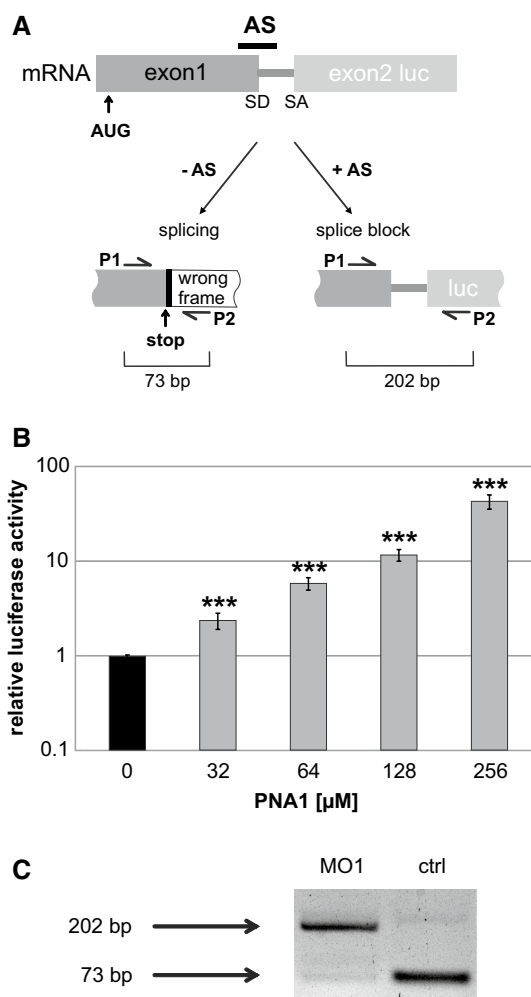 A
AS
mRNA exon1 exon2 luc
SD SA
AUG
- AS + AS
splicing splice block
P1 P1
wrong
frame luc
P2 P2
stop
73 bp 202 bp
B
relative luciferase activity
100
10
1
0.1
*** *** *** ***
0 32 64 128 256
PNA1 [µM]
C
MO1 ctrl
202 bp
73 bp